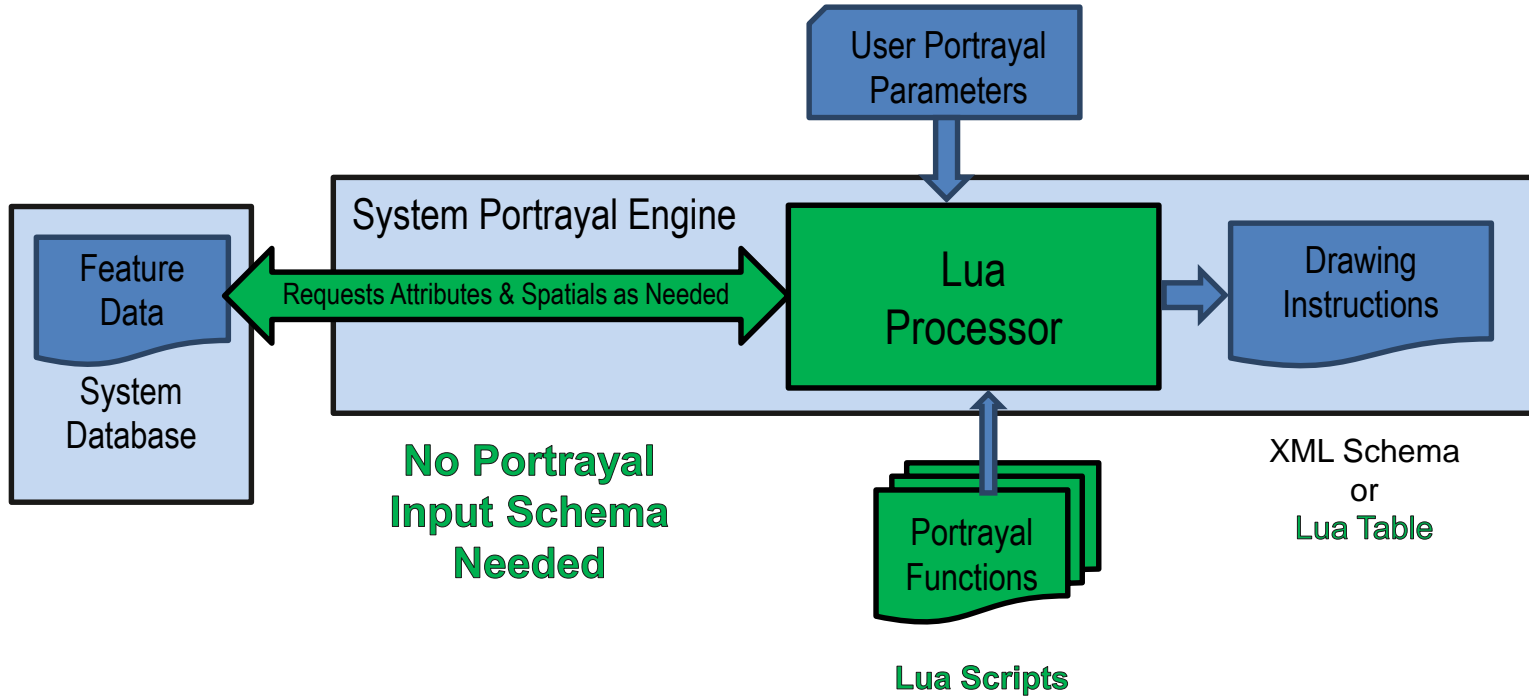 User Portrayal
Parameters
System Portrayal Engine
Feature
Data
Requests Attributes & Spatials as Needed
Lua
Processor
Drawing
Instructions
System
Database
No Portrayal
Input Schema
Needed
XML Schema
or
Lua Table
Portrayal
Functions
Lua Scripts